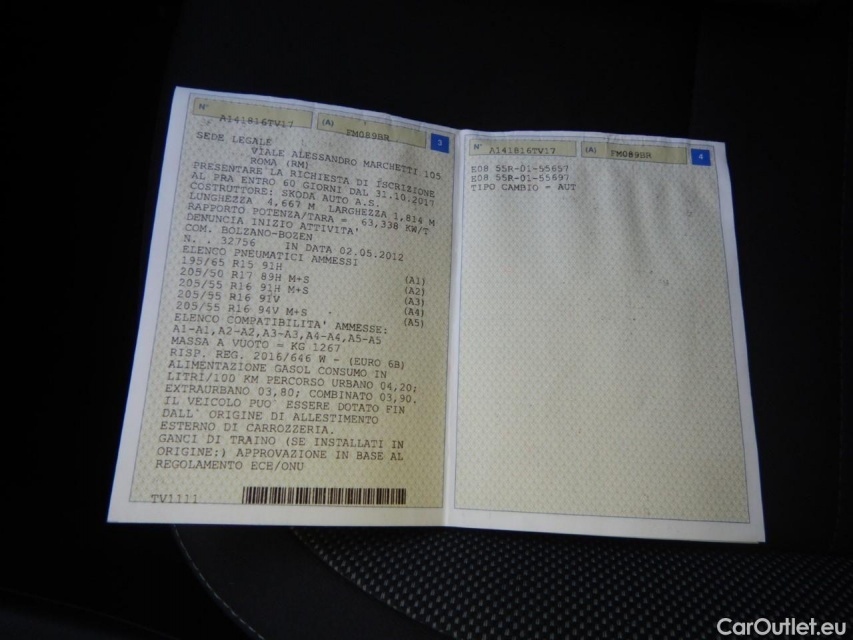 N° A141816TV17 (A) FM089BR 3
SEDE LEGALE
VIALE ALESSANDRO MARCHETTI 105
ROMA (RM)
PRESENTARE LA RICHIESTA DI ISCRIZIONE
AL PRA ENTRO 60 GIORNI DAL 31.10.2017
COSTRUTTORE: SKODA AUTO A.S.
LUNGHEZZA 4,667 M LARGHEZZA 1,814 M
RAPPORTO POTENZA/TARA = 63,338 KW/T
DENUNCIA INIZIO ATTIVITA'
COM. BOLZANO-BOZEN
N. . 32756 IN DATA 02.05.2012
ELENCO PNEUMATICI AMMESSI
195/65 R15 91H (A1)
205/50 R17 89H M+S (A2)
205/55 R16 91H M+S (A3)
205/55 R16 91V (A4)
205/55 R16 94V M+S (A5)
ELENCO COMPATIBILITA' AMMESSE:
A1-A1,A2-A2,A3-A3,A4-A4,A5-A5
MASSA A VUOTO = KG 1267
RISP. REG. 2016/646 W - (EURO 6B)
ALIMENTAZIONE GASOL CONSUMO IN
LITRI/100 KM PERCORSO URBANO 04,20;
EXTRAURBANO 03,80; COMBINATO 03,90.
IL VEICOLO PUO' ESSERE DOTATO FIN
DALL' ORIGINE DI ALLESTIMENTO
ESTERNO DI CARROZZERIA.
GANCI DI TRAINO (SE INSTALLATI IN
ORIGINE;) APPROVAZIONE IN BASE AL
REGOLAMENTO ECE/ONU
TV1111
N° A141816TV17 (A) FM089BR 4
E08 55R-01-55657
E08 55R-01-55697
TIPO CAMBIO - AUT
CarOutlet.eu